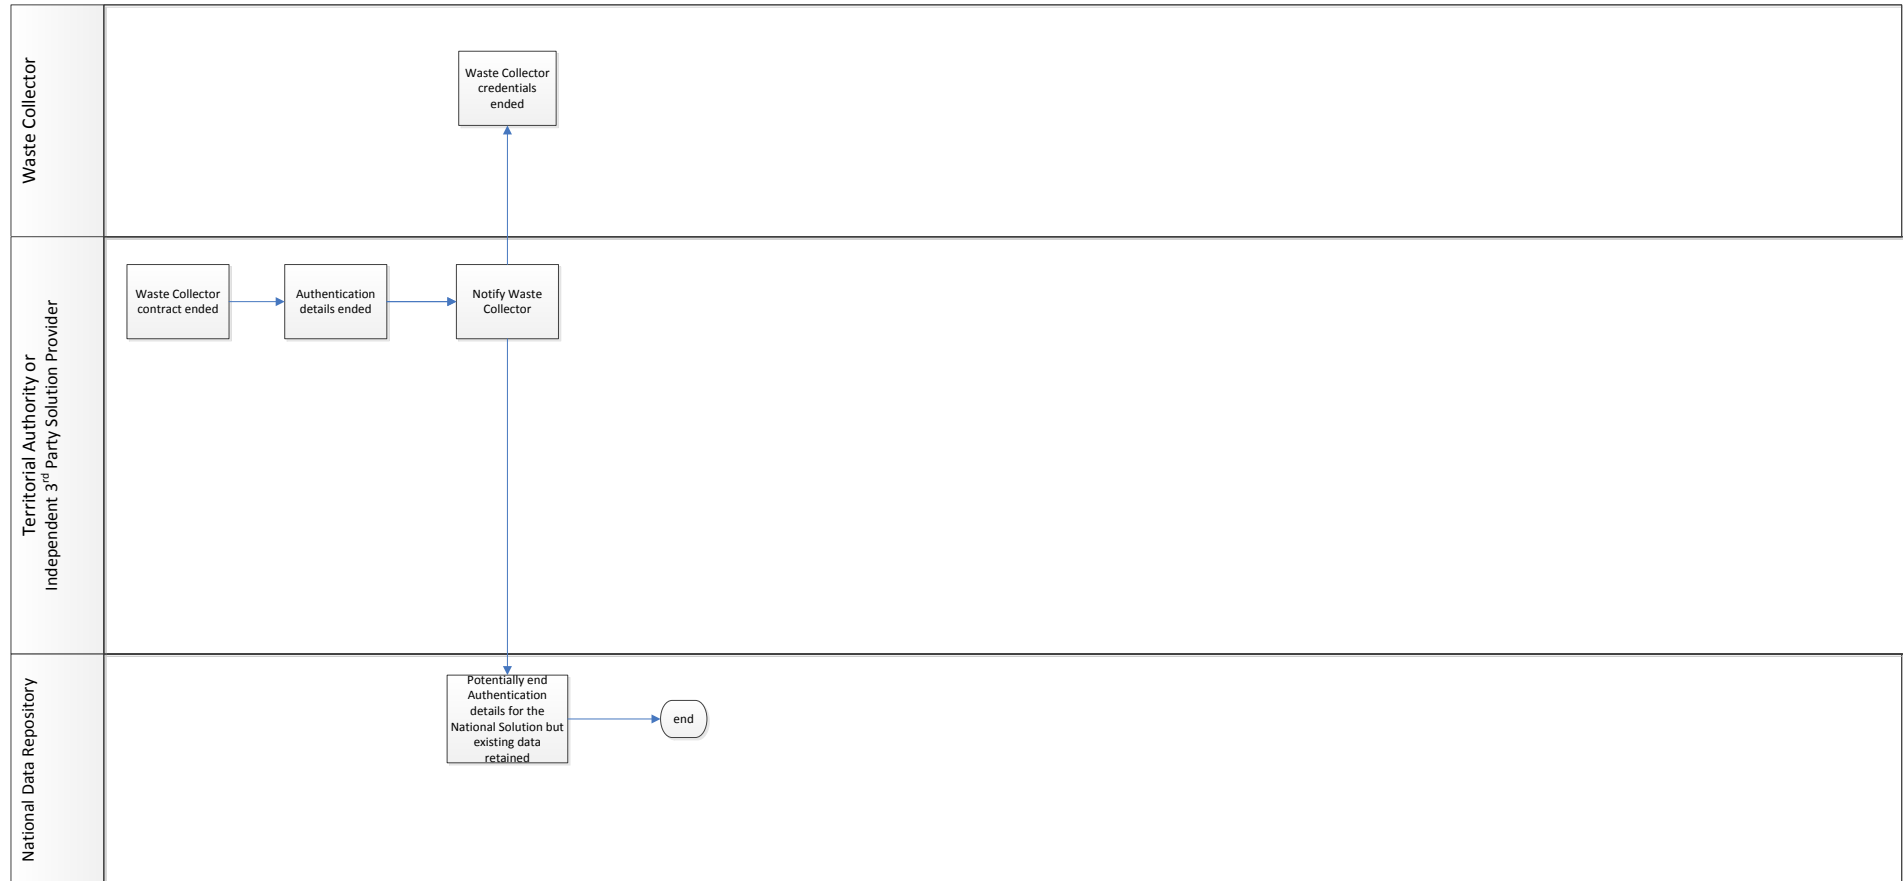 Waste Collector
Waste Collector
credentials
ended
Territorial Authority or
Independent 3rd Party Solution Provider
Waste Collector
contract ended
Authentication
details ended
Notify Waste
Collector
National Data Repository
Potentially end
Authentication
details for the
National Solution but
existing data
retained
end